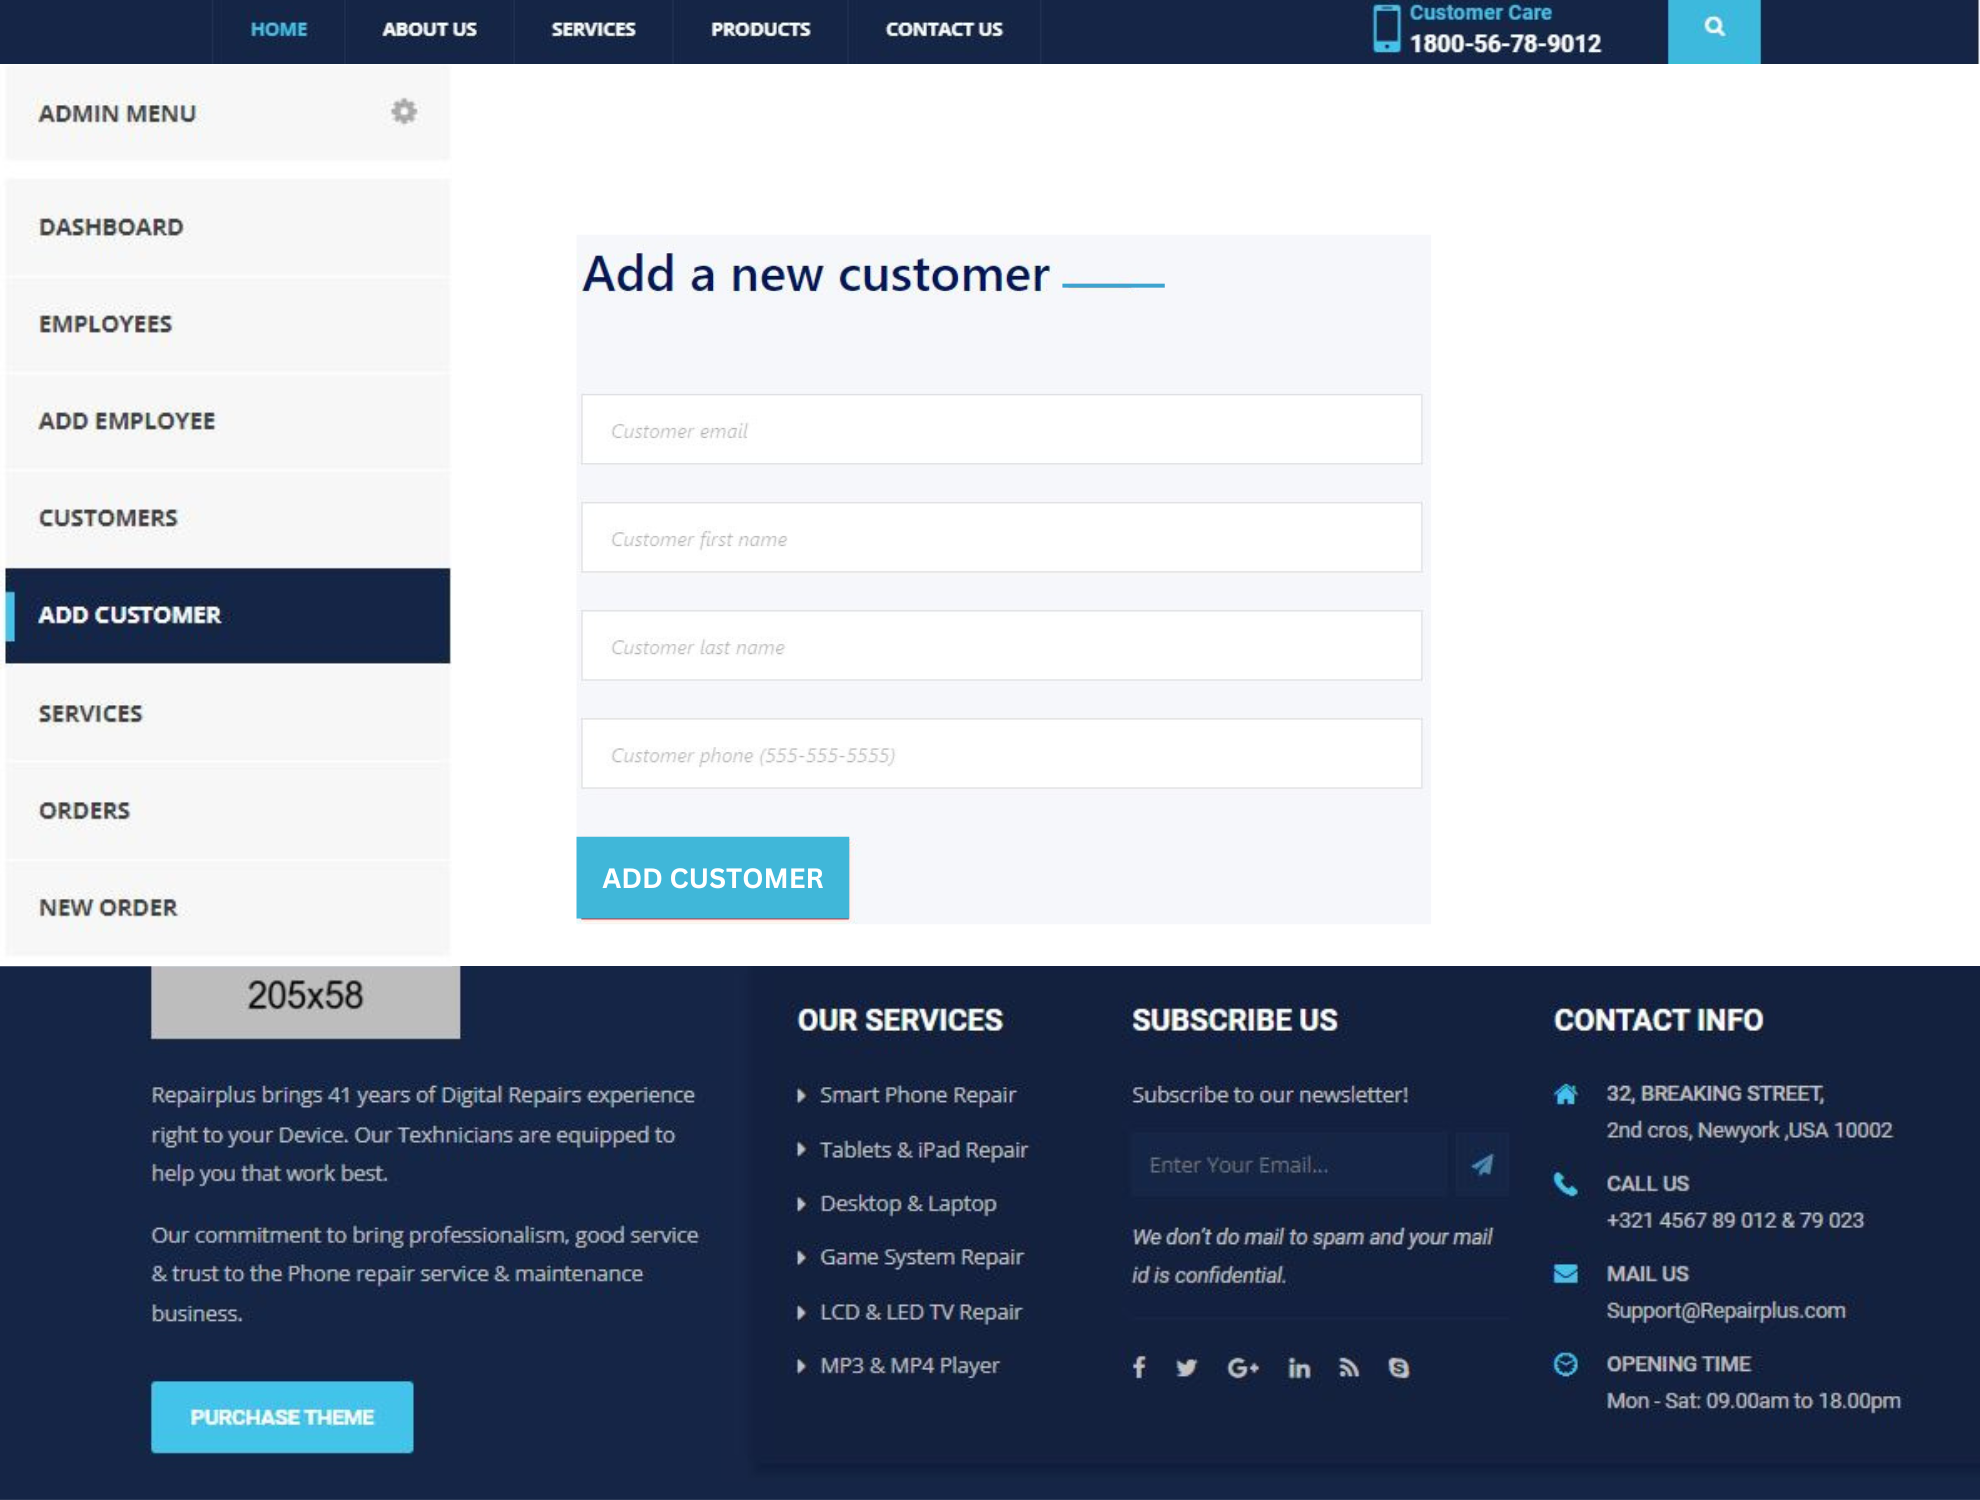 HOME
ABOUT US
SERVICES
PRODUCTS
CONTACT US
Customer Care
1800-56-78-9012
ADMIN MENU
DASHBOARD
EMPLOYEES
ADD EMPLOYEE
CUSTOMERS
ADD CUSTOMER
SERVICES
ORDERS
NEW ORDER
Add a new customer
Customer email
Customer first name
Customer last name
Customer phone (555-555-5555)
ADD CUSTOMER
205x58
Repairplus brings 41 years of Digital Repairs experience
right to your Device. Our Texhnicians are equipped to
help you that work best.
Our commitment to bring professionalism, good service
& trust to the Phone repair service & maintenance
business.
PURCHASE THEME
OUR SERVICES
Smart Phone Repair
Tablets & iPad Repair
Desktop & Laptop
Game System Repair
LCD & LED TV Repair
MP3 & MP4 Player
SUBSCRIBE US
Subscribe to our newsletter!
Enter Your Email...
We don't do mail to spam and your mail
id is confidential.
CONTACT INFO
32, BREAKING STREET,
2nd cros, Newyork ,USA 10002
CALL US
+321 4567 89 012 & 79 023
MAIL US
Support@Repairplus.com
OPENING TIME
Mon - Sat: 09.00am to 18.00pm